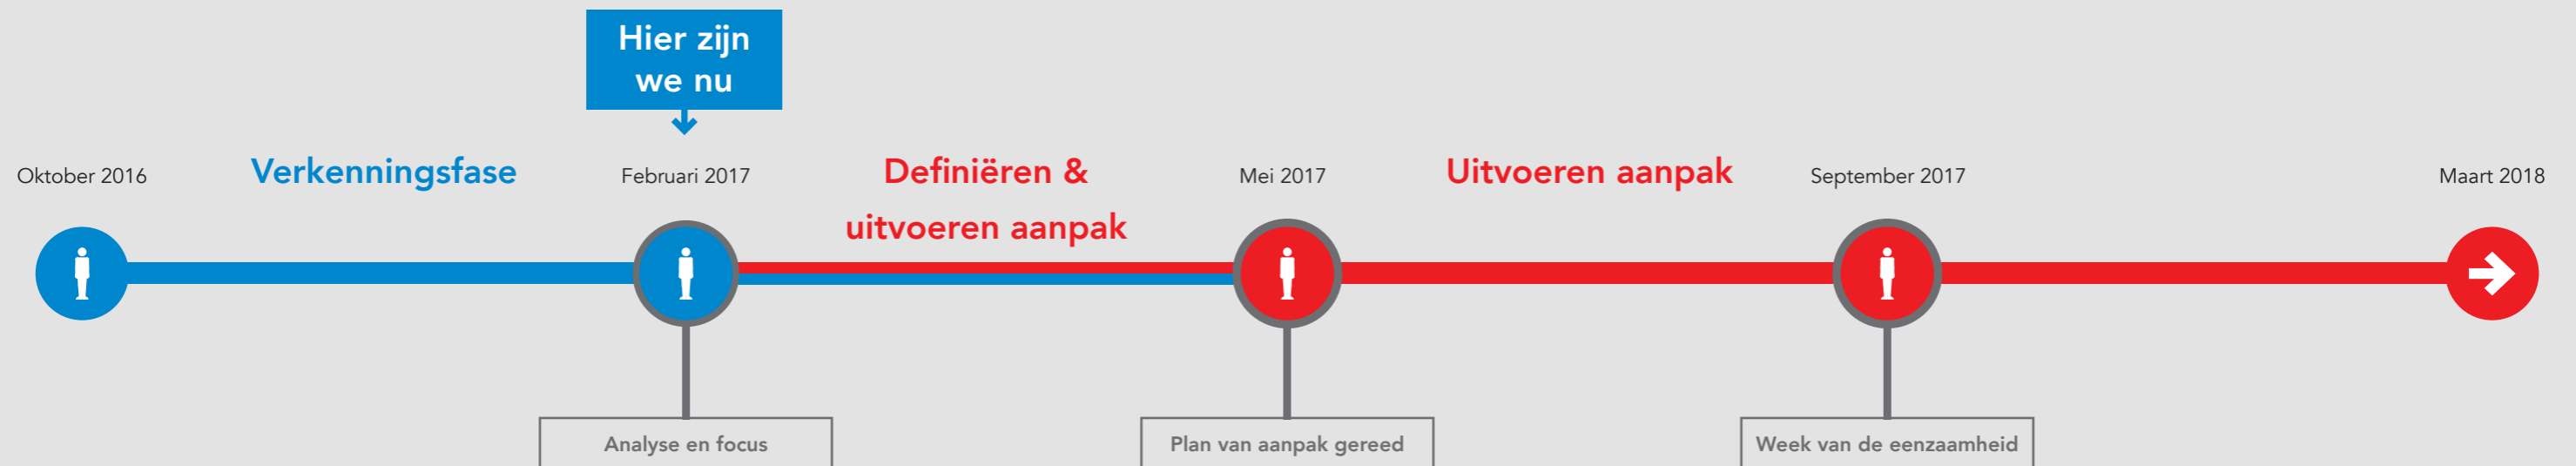 Hier zijn
we nu
Oktober 2016
Verkenningsfase
Februari 2017
Definiëren &
uitvoeren aanpak
Mei 2017
Uitvoeren aanpak
September 2017
Maart 2018
Analyse en focus
Plan van aanpak gereed
Week van de eenzaamheid